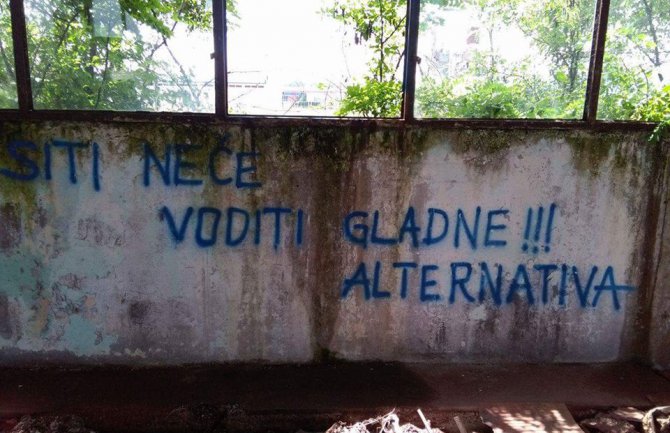 SITI NEĆE
VODITI GLADNE!!!
ALTERNATIVA